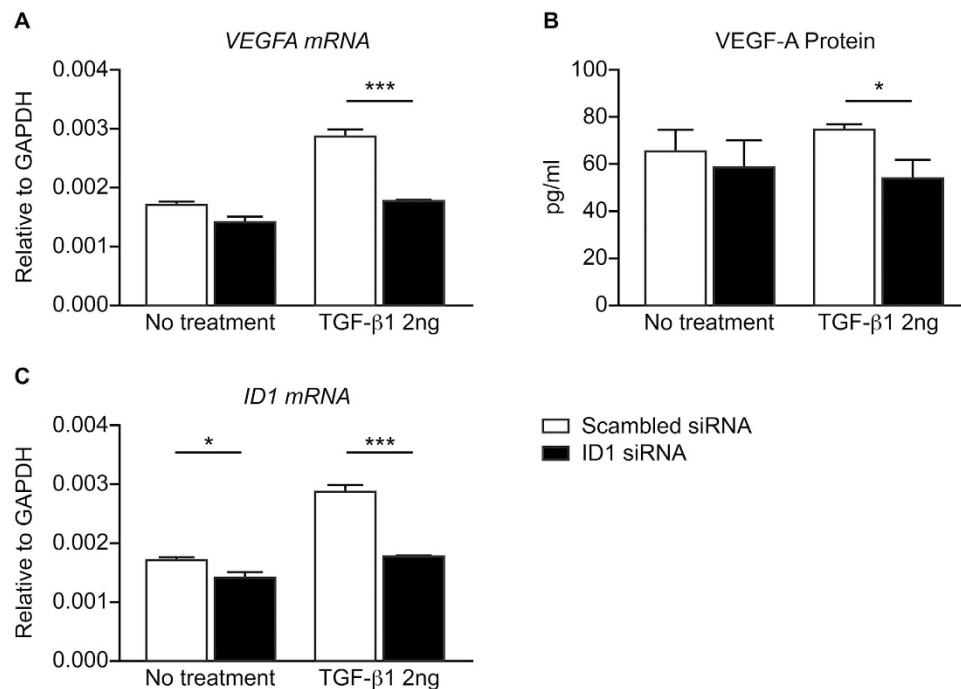 A
VEGFA mRNA
Relative to GAPDH
0.004
0.003
0.002
0.001
0.000
***
No treatment
TGF-β1 2ng
B
VEGF-A Protein
pg/ml
100
80
60
40
20
0
*
No treatment
TGF-β1 2ng
C
ID1 mRNA
Relative to GAPDH
0.004
0.003
0.002
0.001
0.000
*
***
No treatment
TGF-β1 2ng
Scambled siRNA
ID1 siRNA